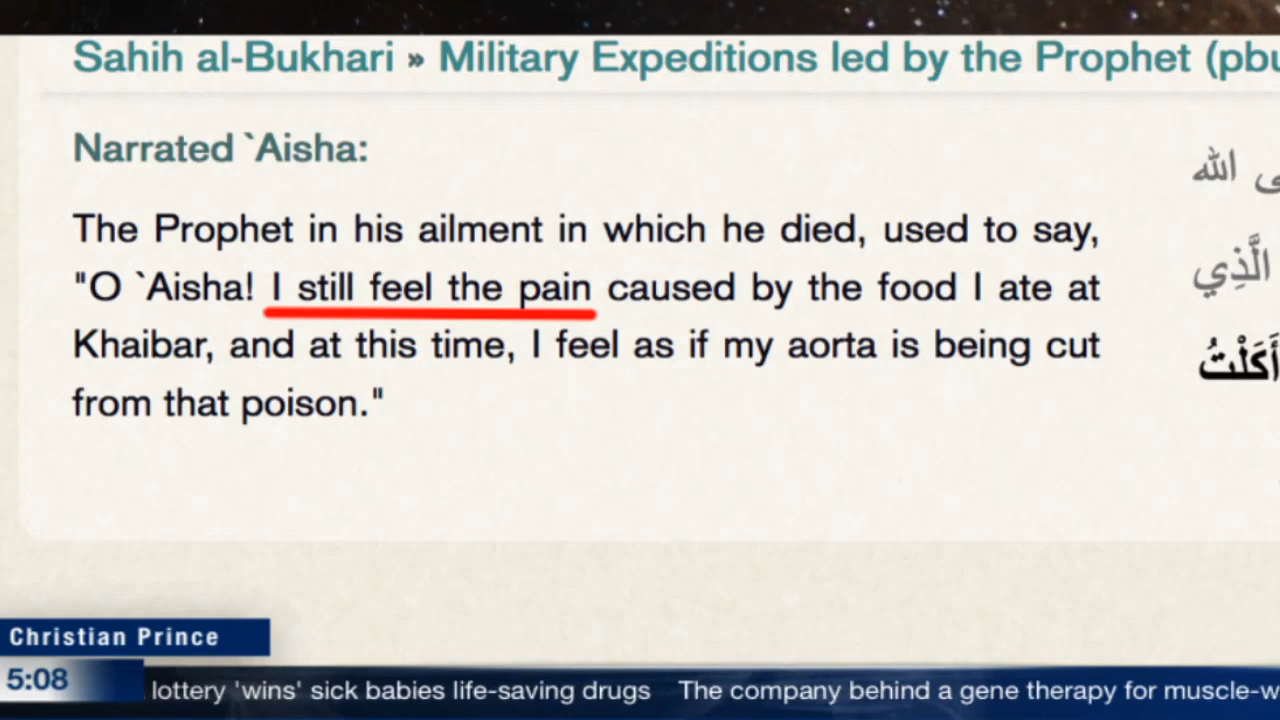 Sahih al-Bukhari » Military Expeditions led by the Prophet (pbu
Narrated `Aisha:
ى الله
The Prophet in his ailment in which he died, used to say,
"O `Aisha! I still feel the pain caused by the food I ate at
الَّذِي
Khaibar, and at this time, I feel as if my aorta is being cut
أَكَلْتُ
from that poison."
Christian Prince
5:08
lottery 'wins' sick babies life-saving drugs The company behind a gene therapy for muscle-w